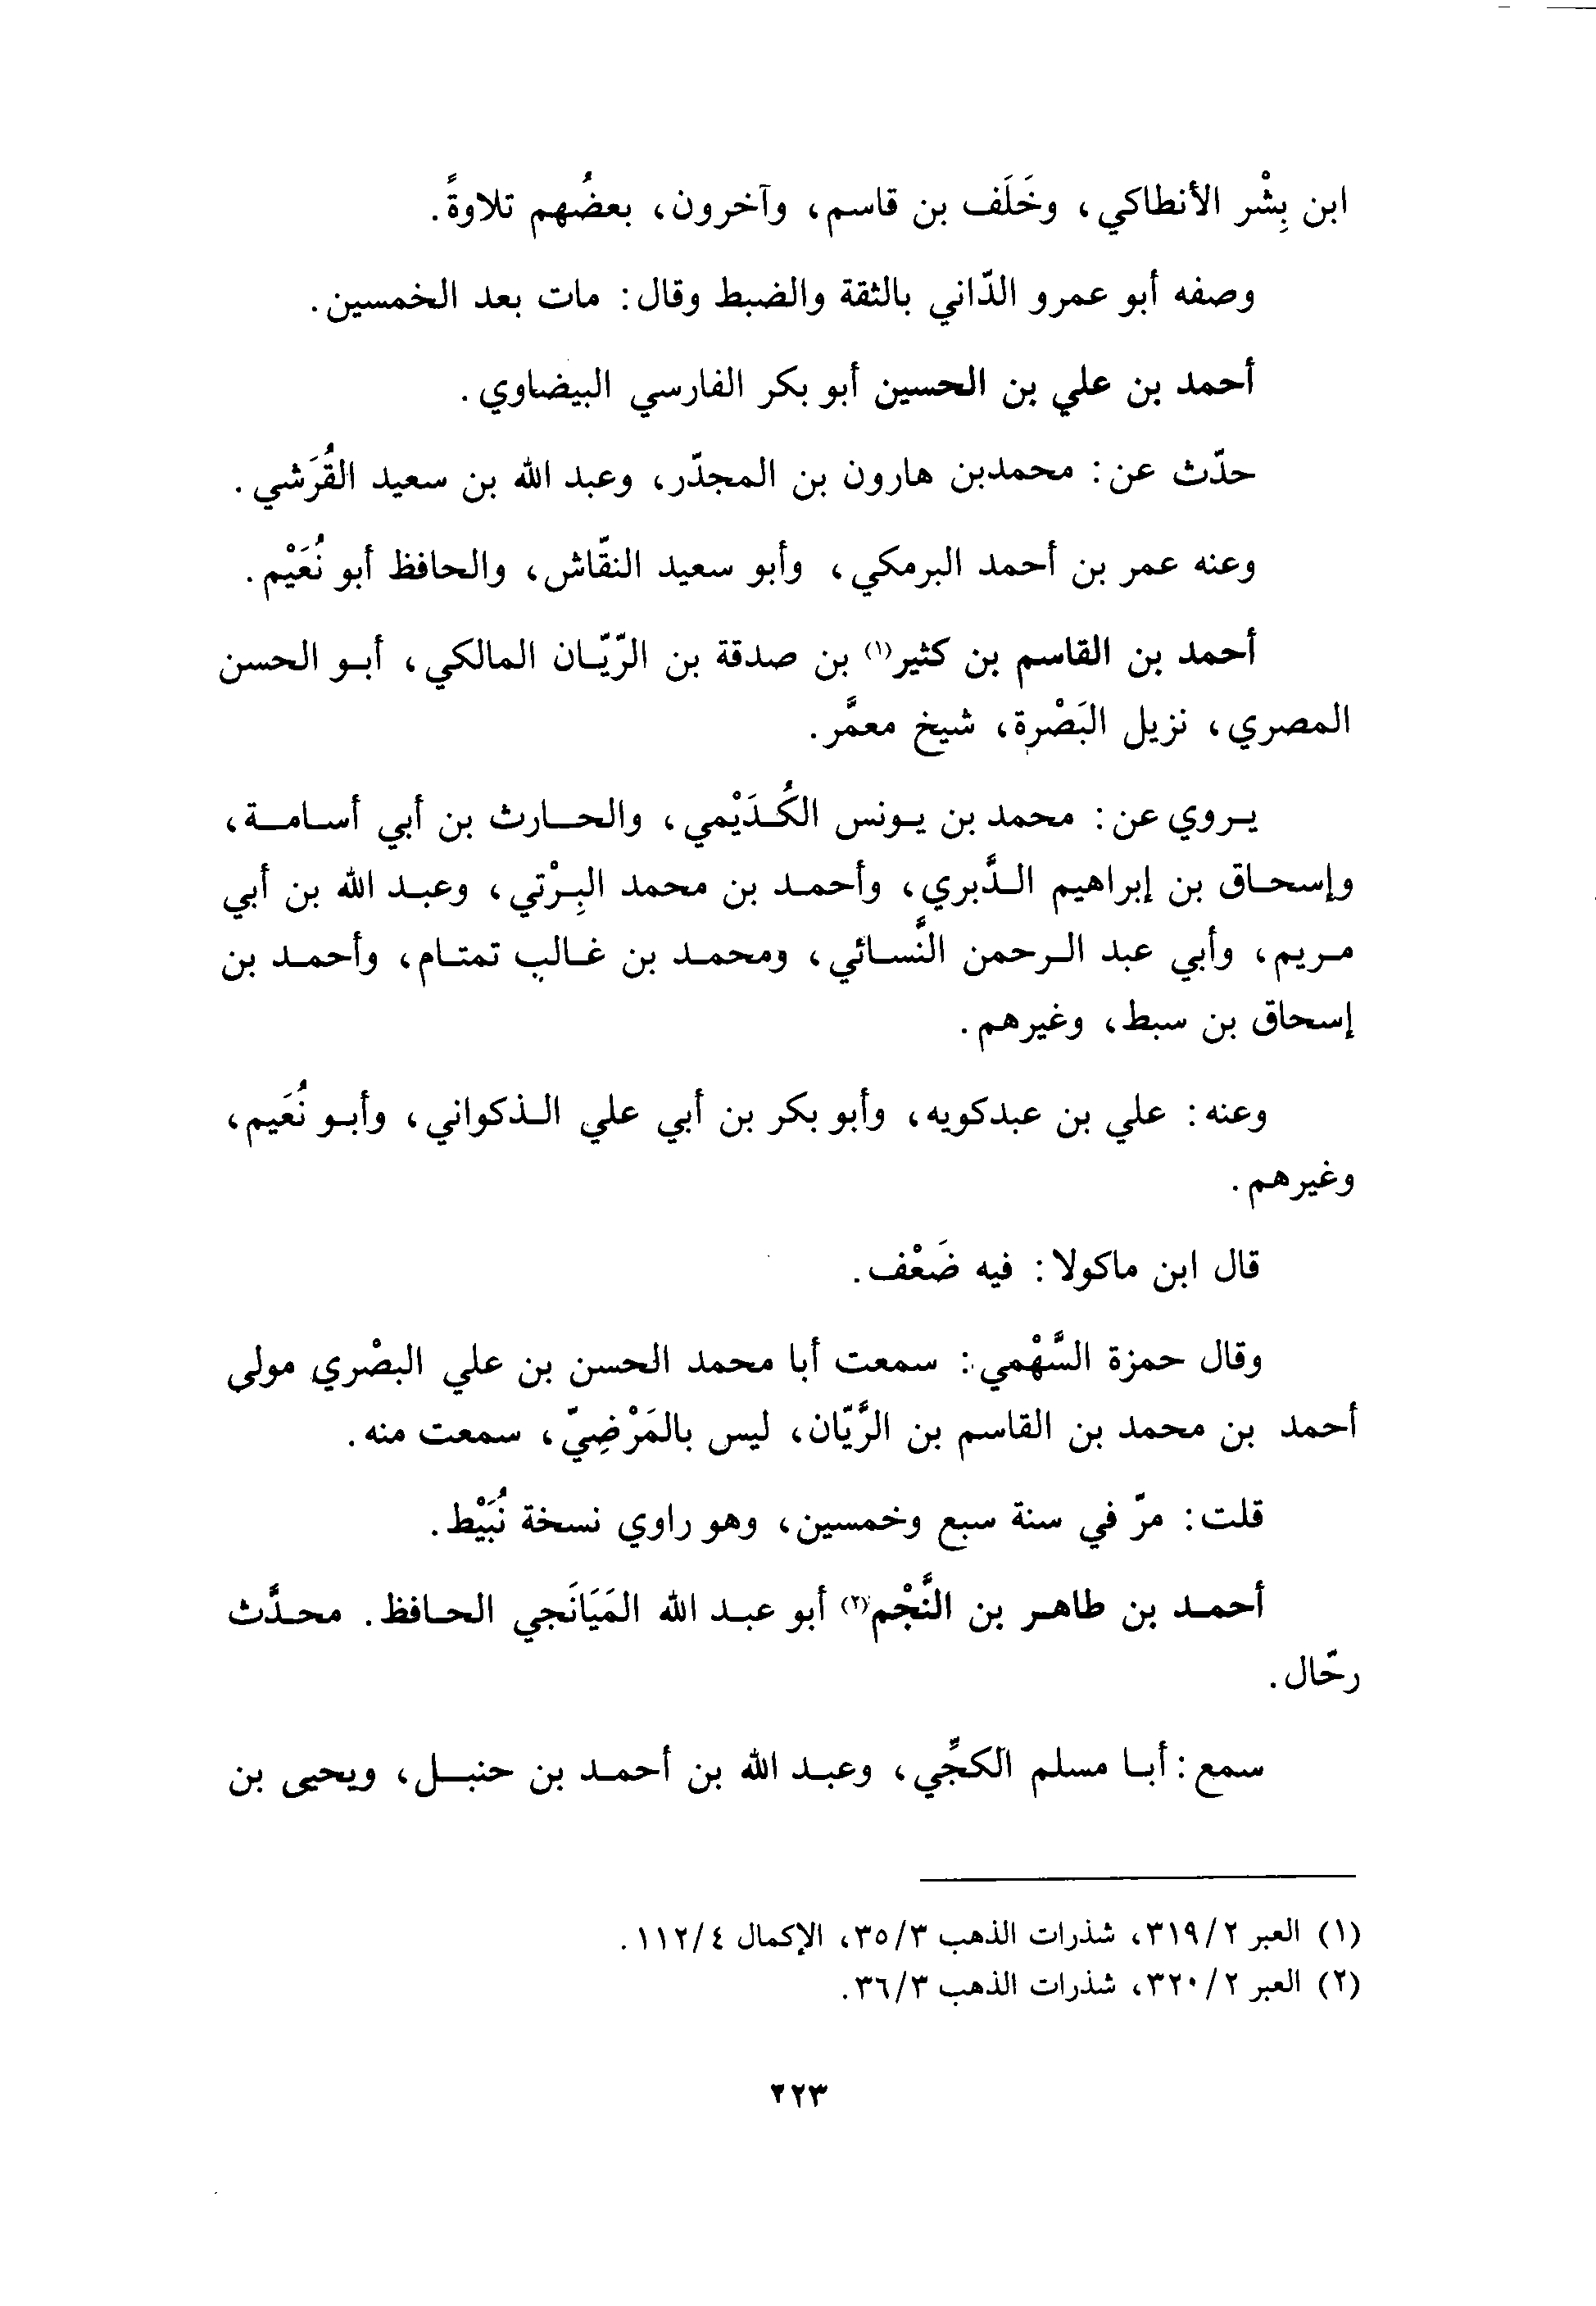 ابن بِشْر الأنطاكي، وخَلَف بن قاسم، وآخرون، بعضُهم تلاوةً.
وصفه أبو عمرو الدّاني بالثقة والضبط وقال: مات بعد الخمسين.
أحمد بن علي بن الحسين أبو بكر الفارسي البيضاوي.
حدّث عن: محمدبن هارون بن المجدّر، وعبد الله بن سعيد القُرَشي.
وعنه عمر بن أحمد البرمكي، وأبو سعيد النقّاش، والحافظ أبو نُعَيْم.
أحمد بن القاسم بن كثير(١) بن صدقة بن الرّيّان المالكي، أبو الحسن
المصري، نزيل البَصْرة، شيخ معمَّر.
يروي عن: محمد بن يونس الكُدَيْمي، والحارث بن أبي أسامة،
وإسحاق بن إبراهيم الدَّبري، وأحمد بن محمد البِرْتي، وعبد الله بن أبي
مريم، وأبي عبد الرحمن النَّسائي، ومحمد بن غالب تمتام، وأحمد بن
إسحاق بن سبط، وغيرهم.
وعنه: علي بن عبدكويه، وأبو بكر بن أبي علي الذكواني، وأبو نُعَيم،
وغيرهم.
قال ابن ماكولا: فيه ضَعْف.
وقال حمزة السَّهْمي: سمعت أبا محمد الحسن بن علي البصْري مولى
أحمد بن محمد بن القاسم بن الرَّيّان، ليس بالمَرْضِيّ، سمعت منه.
قلت: مرّ في سنة سبع وخمسين، وهو راوي نسخة نُبَيْط.
أحمد بن طاهر بن النَّجْم(٢) أبو عبد الله المَيَانَجي الحافظ. محدَّث
رحّال.
سمع: أبا مسلم الكجِّي، وعبد الله بن أحمد بن حنبل، ويحيى بن
(١) العبر ٣١٩/٢، شذرات الذهب ٣٥/٣، الإكمال ١١٢/٤.
(٢) العبر ٣٢٠/٢، شذرات الذهب ٣٦/٣.
٢٢٣